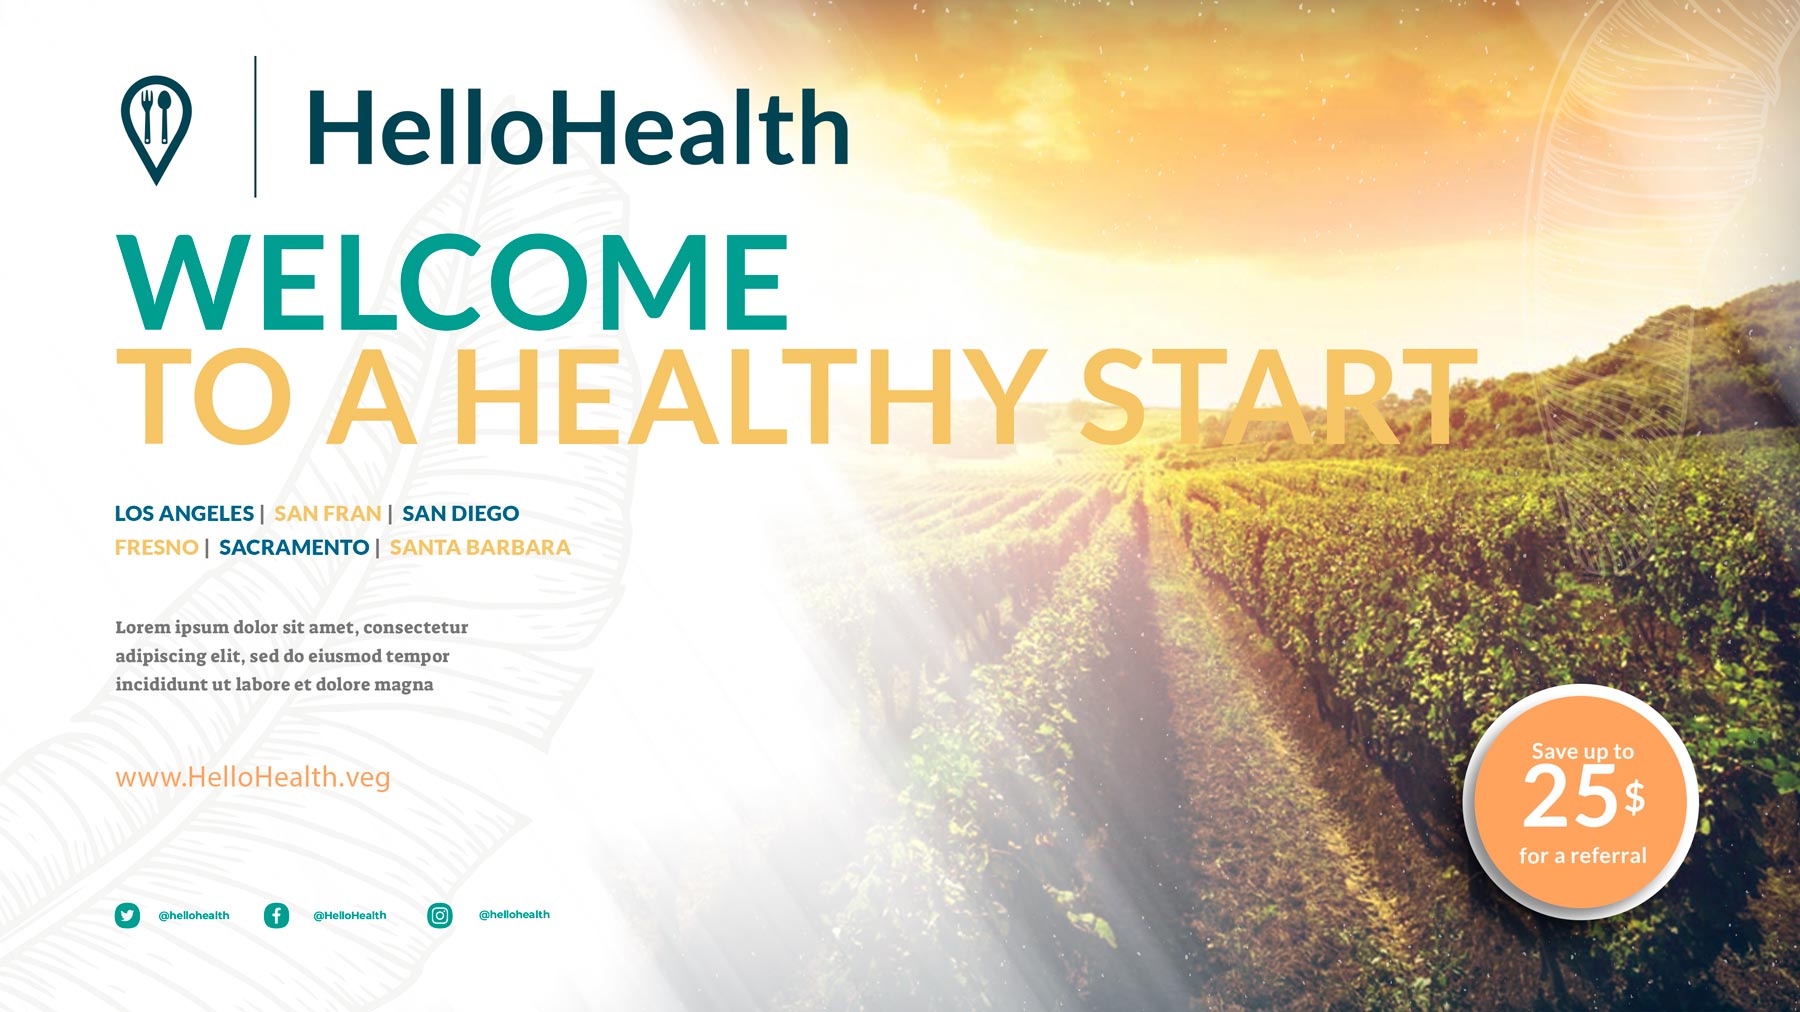 HelloHealth
WELCOME
TO A HEALTHY START
LOS ANGELES | SAN FRAN | SAN DIEGO
FRESNO | SACRAMENTO | SANTA BARBARA
Lorem ipsum dolor sit amet, consectetur
adipiscing elit, sed do eiusmod tempor
incididunt ut labore et dolore magna
www.HelloHealth.veg
@hellohealth @HelloHealth @hellohealth
Save up to
25$
for a referral